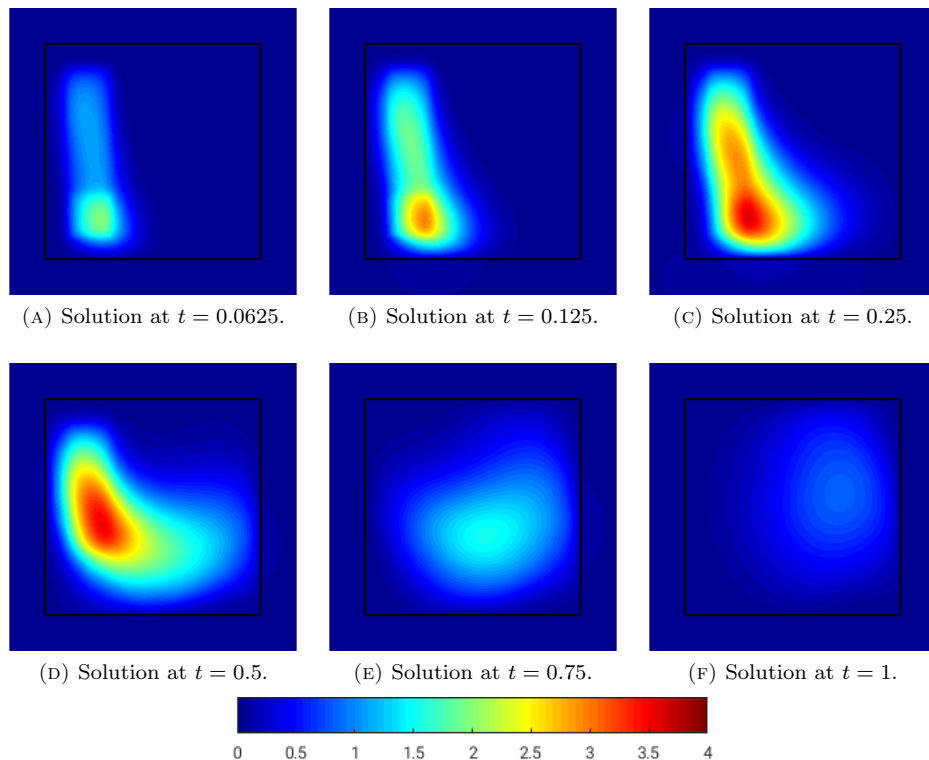 (A) Solution at t = 0.0625.
(B) Solution at t = 0.125.
(C) Solution at t = 0.25.
(D) Solution at t = 0.5.
(E) Solution at t = 0.75.
(F) Solution at t = 1.
0 0.5 1 1.5 2 2.5 3 3.5 4